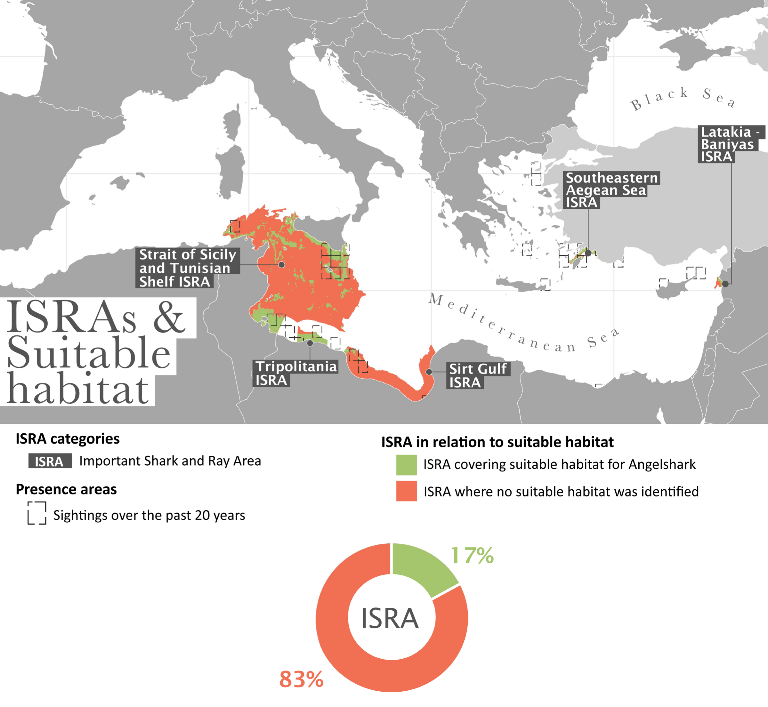 Black Sea
Latakia -
Baniyas
ISRA
Southeastern
Aegean Sea
ISRA
Strait of Sicily
and Tunisian
Shelf ISRA
Mediterranean Sea
ISRAs &
Suitable
habitat
Tripolitania
ISRA
Sirt Gulf
ISRA
ISRA categories
ISRA Important Shark and Ray Area
Presence areas
Sightings over the past 20 years
ISRA in relation to suitable habitat
ISRA covering suitable habitat for Angelshark
ISRA where no suitable habitat was identified
17%
ISRA
83%